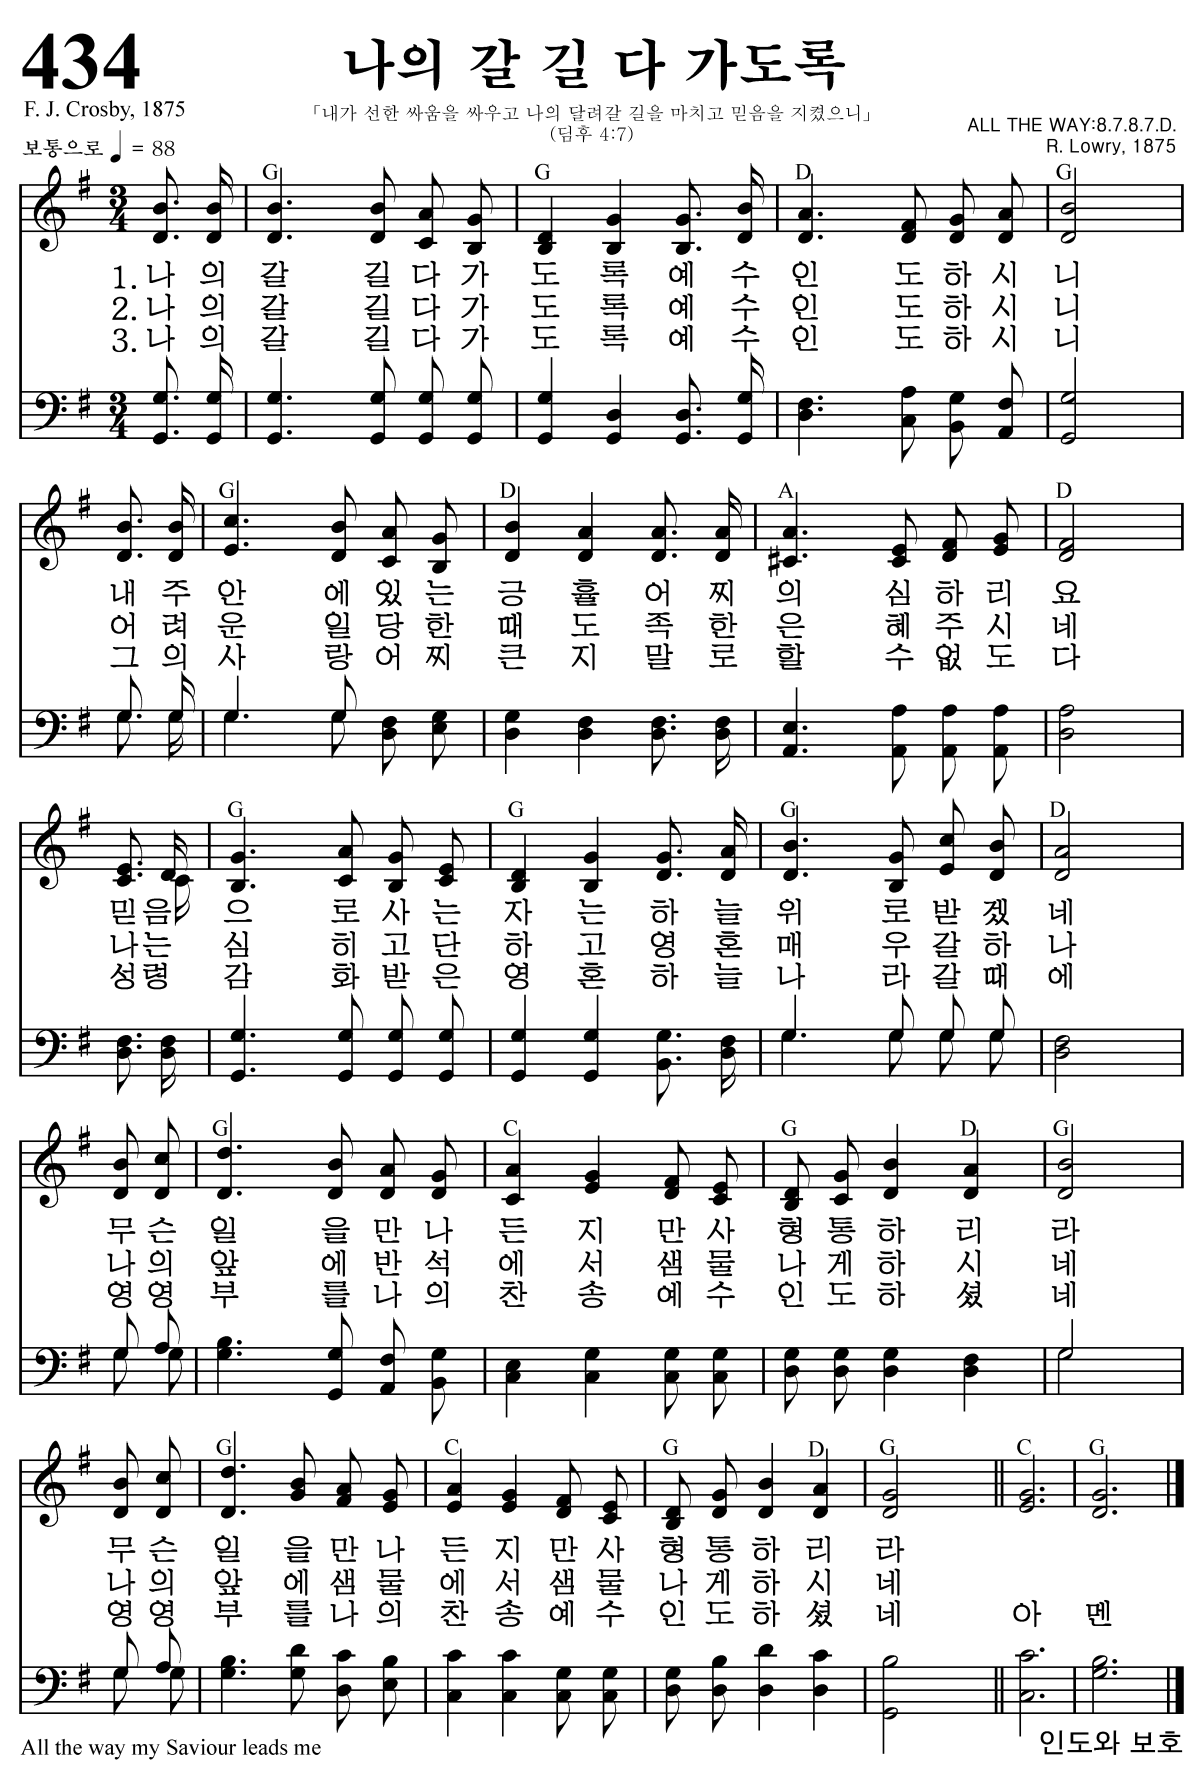 434
나의 갈 길 다 가도록
F. J. Crosby, 1875
「내가 선한 싸움을 싸우고 나의 달려갈 길을 마치고 믿음을 지켰으니」
(딤후 4:7)
ALL THE WAY:8.7.8.7.D.
R. Lowry, 1875
보통으로 ♩ = 88
G G D G
3 4
1. 나 의 갈 길 다 가 도 록 예 수 인 도 하 시 니
2. 나 의 갈 길 다 가 도 록 예 수 인 도 하 시 니
3. 나 의 갈 길 다 가 도 록 예 수 인 도 하 시 니
3 4
G D A D
내 주 안 에 있 는 긍 휼 어 찌 의 심 하 리 요
어 려 운 일 당 한 때 도 족 한 은 혜 주 시 네
그 의 사 랑 어 찌 큰 지 말 로 할 수 없 도 다
G G G D
믿 음 으 로 사 는 자 는 하 늘 위 로 받 겠 네
나 는 심 히 고 단 하 고 영 혼 매 우 갈 하 나
성 령 감 화 받 은 영 혼 하 늘 나 라 갈 때 에
G C G D G
무 슨 일 을 만 나 든 지 만 사 형 통 하 리 라
나 의 앞 에 반 석 에 서 샘 물 나 게 하 시 네
영 영 부 를 나 의 찬 송 예 수 인 도 하 셨 네
G C G D G C G
무 슨 일 을 만 나 든 지 만 사 형 통 하 리 라
나 의 앞 에 샘 물 에 서 샘 물 나 게 하 시 네
영 영 부 를 나 의 찬 송 예 수 인 도 하 셨 네 아 멘
All the way my Saviour leads me
인도와 보호